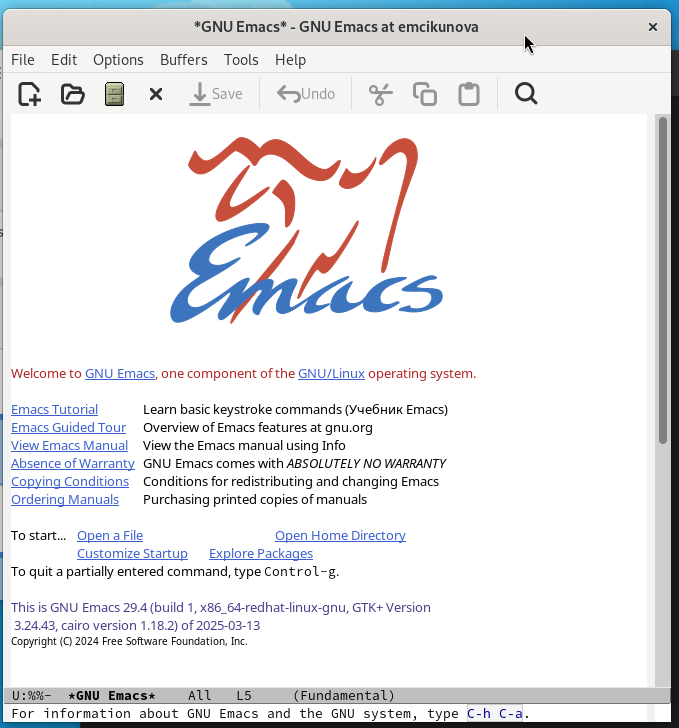 *GNU Emacs* - GNU Emacs at emcikunova
File Edit Options Buffers Tools Help
Save Undo
Emacs
Welcome to GNU Emacs, one component of the GNU/Linux operating system.
Emacs Tutorial Learn basic keystroke commands (Учебник Emacs)
Emacs Guided Tour Overview of Emacs features at gnu.org
View Emacs Manual View the Emacs manual using Info
Absence of Warranty GNU Emacs comes with ABSOLUTELY NO WARRANTY
Copying Conditions Conditions for redistributing and changing Emacs
Ordering Manuals Purchasing printed copies of manuals
To start... Open a File Open Home Directory
Customize Startup Explore Packages
To quit a partially entered command, type Control-g.
This is GNU Emacs 29.4 (build 1, x86_64-redhat-linux-gnu, GTK+ Version
3.24.43, cairo version 1.18.2) of 2025-03-13
Copyright (C) 2024 Free Software Foundation, Inc.
U:%%- *GNU Emacs* All L5 (Fundamental)
For information about GNU Emacs and the GNU system, type C-h C-a.